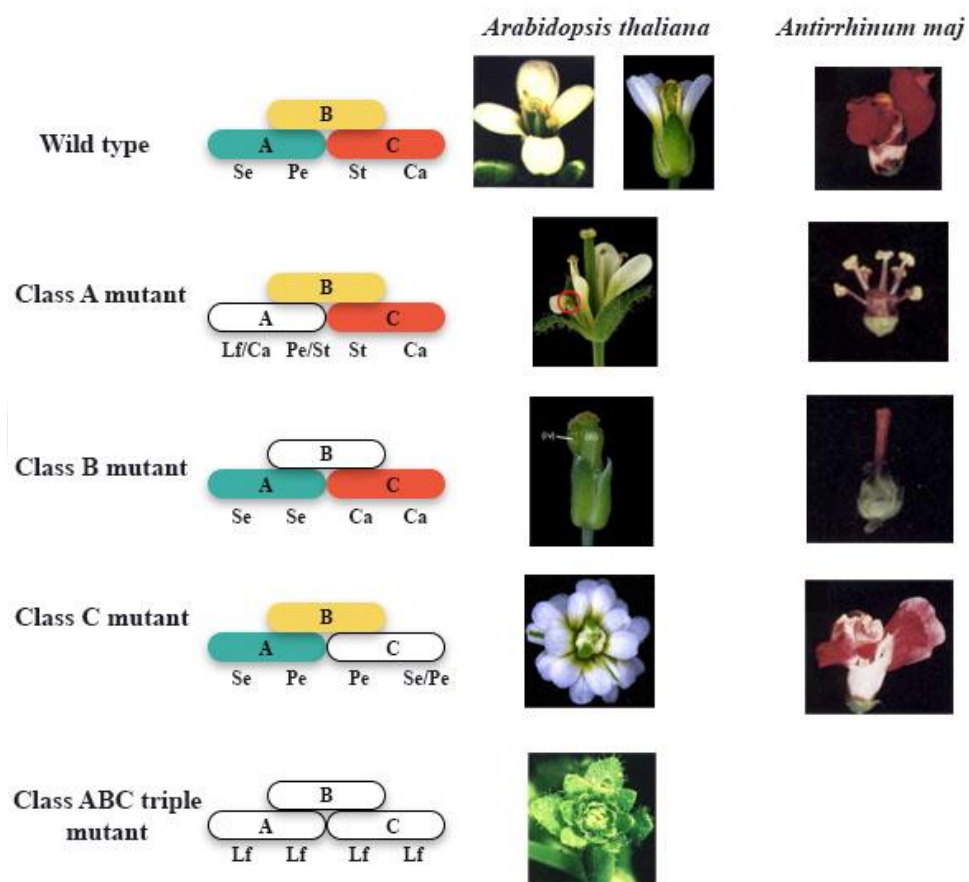 Arabidopsis thaliana Antirrhinum maj
Wild type
B
A C
Se Pe St Ca
Class A mutant
B
A C
Lf/Ca Pe/St St Ca
Class B mutant
B
A C
Se Se Ca Ca
Class C mutant
B
A C
Se Pe Pe Se/Pe
Class ABC triple
mutant
B
A C
Lf Lf Lf Lf